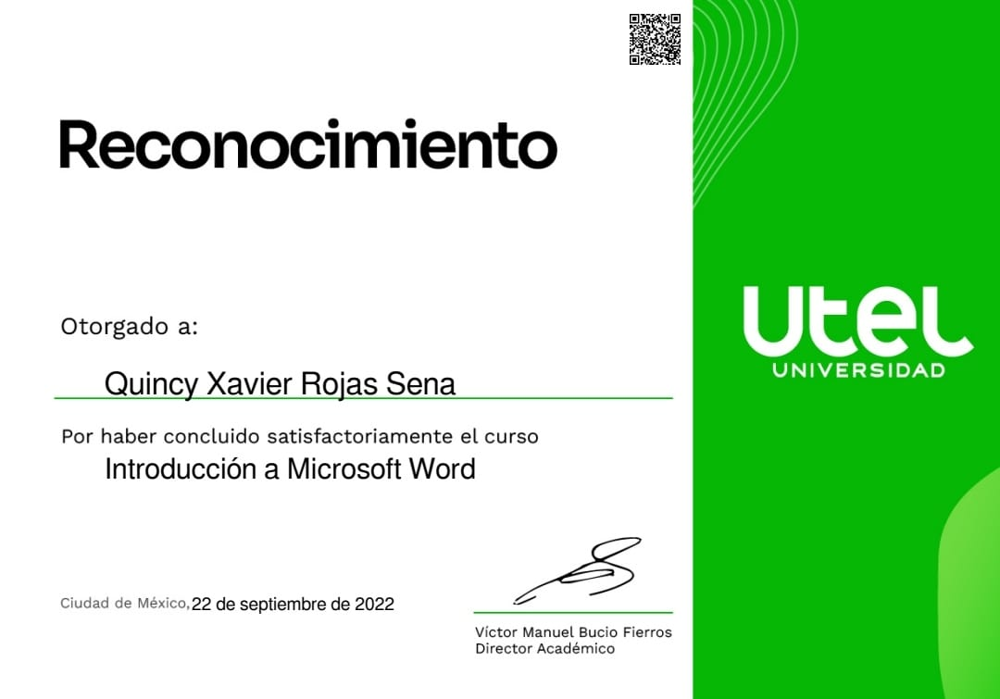 Reconocimiento
Otorgado a:
Quincy Xavier Rojas Sena
Por haber concluido satisfactoriamente el curso
Introducción a Microsoft Word
Ciudad de México, 22 de septiembre de 2022
Víctor Manuel Bucio Fierros
Director Académico
Utel
UNIVERSIDAD